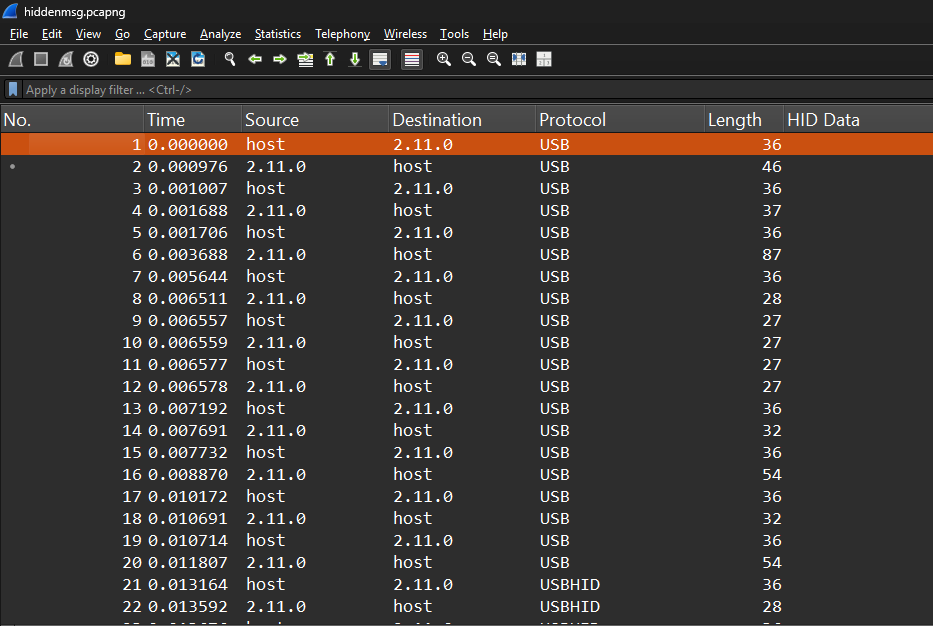 hiddenmsg.pcapng
File Edit View Go Capture Analyze Statistics Telephony Wireless Tools Help
Apply a display filter ... <Ctrl-/>
No. Time Source Destination Protocol Length HID Data
1 0.000000 host 2.11.0 USB 36
2 0.000976 2.11.0 host USB 46
3 0.001007 host 2.11.0 USB 36
4 0.001688 2.11.0 host USB 37
5 0.001706 host 2.11.0 USB 36
6 0.003688 2.11.0 host USB 87
7 0.005644 host 2.11.0 USB 36
8 0.006511 2.11.0 host USB 28
9 0.006557 host 2.11.0 USB 27
10 0.006559 2.11.0 host USB 27
11 0.006577 host 2.11.0 USB 27
12 0.006578 2.11.0 host USB 27
13 0.007192 host 2.11.0 USB 36
14 0.007691 2.11.0 host USB 32
15 0.007732 host 2.11.0 USB 36
16 0.008870 2.11.0 host USB 54
17 0.010172 host 2.11.0 USB 36
18 0.010691 2.11.0 host USB 32
19 0.010714 host 2.11.0 USB 36
20 0.011807 2.11.0 host USB 54
21 0.013164 host 2.11.0 USBHID 36
22 0.013592 2.11.0 host USBHID 28